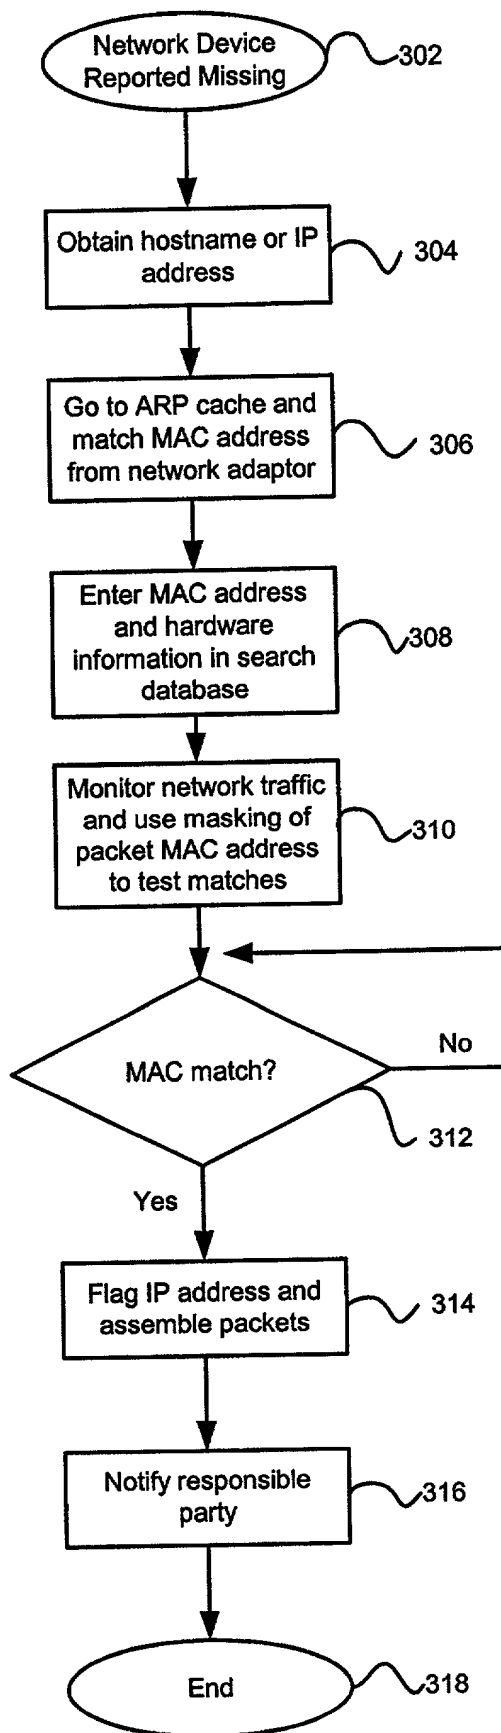 Network Device
Reported Missing
302
Obtain hostname or IP
address
304
Go to ARP cache and
match MAC address
from network adaptor
306
Enter MAC address
and hardware
information in search
database
308
Monitor network traffic
and use masking of
packet MAC address
to test matches
310
MAC match?
No
312
Yes
Flag IP address and
assemble packets
314
Notify responsible
party
316
End
318